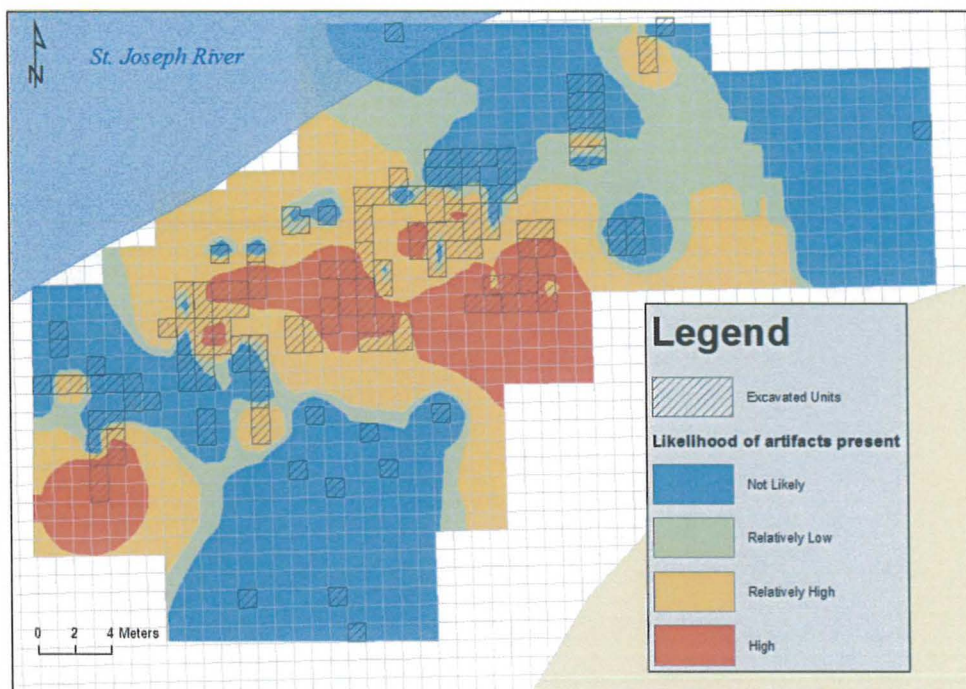 N
St. Joseph River
Legend
Excavated Units
Likelihood of artifacts present
Not Likely
Relatively Low
Relatively High
High
0 2 4 Meters